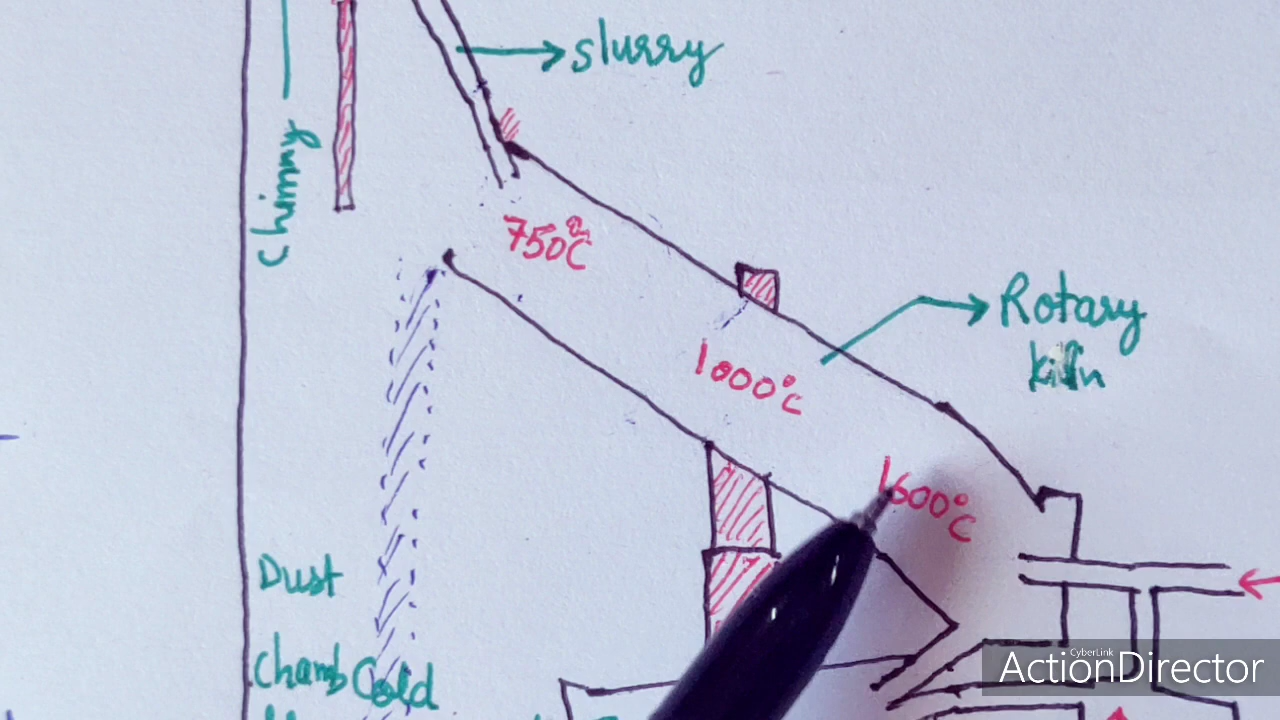 slurry
Chimny
750°C
Rotary
kiln
1000°C
1600°C
Dust
Chamb
Cold
CyberLink
ActionDirector